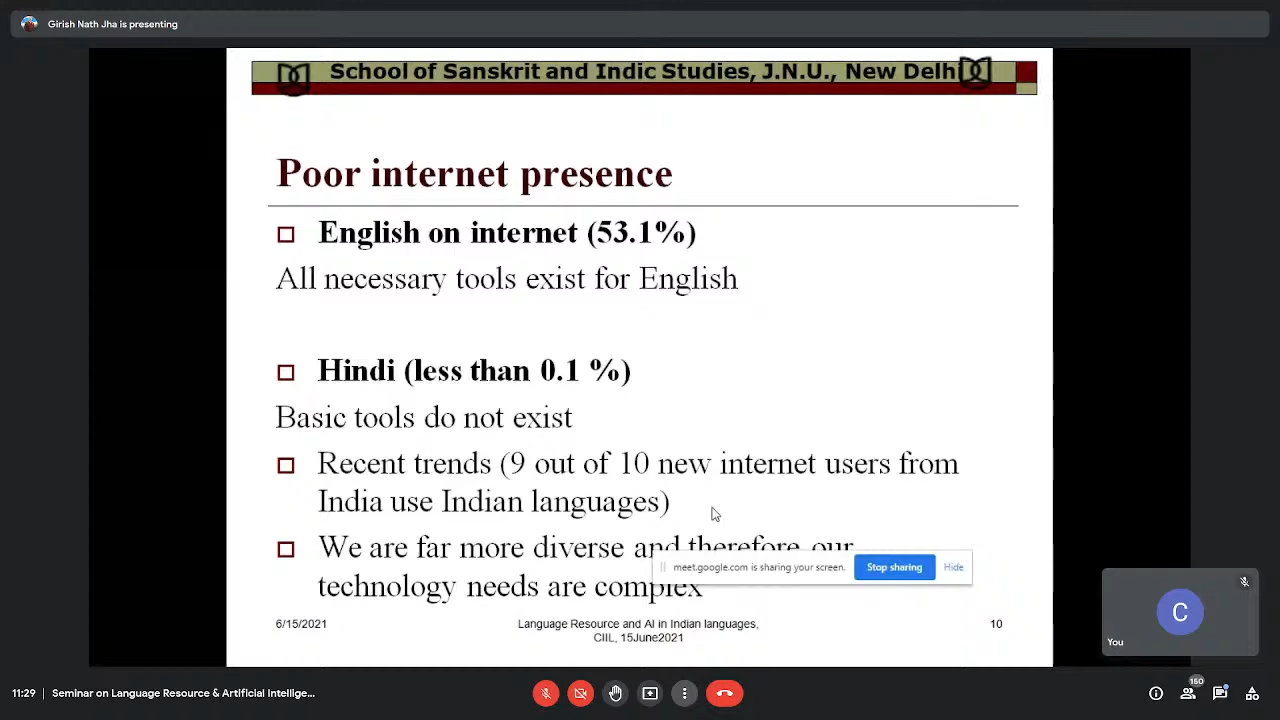 Girish Nath Jha is presenting
School of Sanskrit and Indic Studies, J.N.U., New Delh
Poor internet presence
English on internet (53.1%)
All necessary tools exist for English
Hindi (less than 0.1 %)
Basic tools do not exist
Recent trends (9 out of 10 new internet users from
India use Indian languages)
We are far more diverse and therefore our
technology needs are complex
meet.google.com is sharing your screen.
Stop sharing
Hide
6/15/2021
Language Resource and AI in Indian languages,
CIIL, 15June2021
10
C
You
11:29 | Seminar on Language Resource & Artificial Intellige...
150